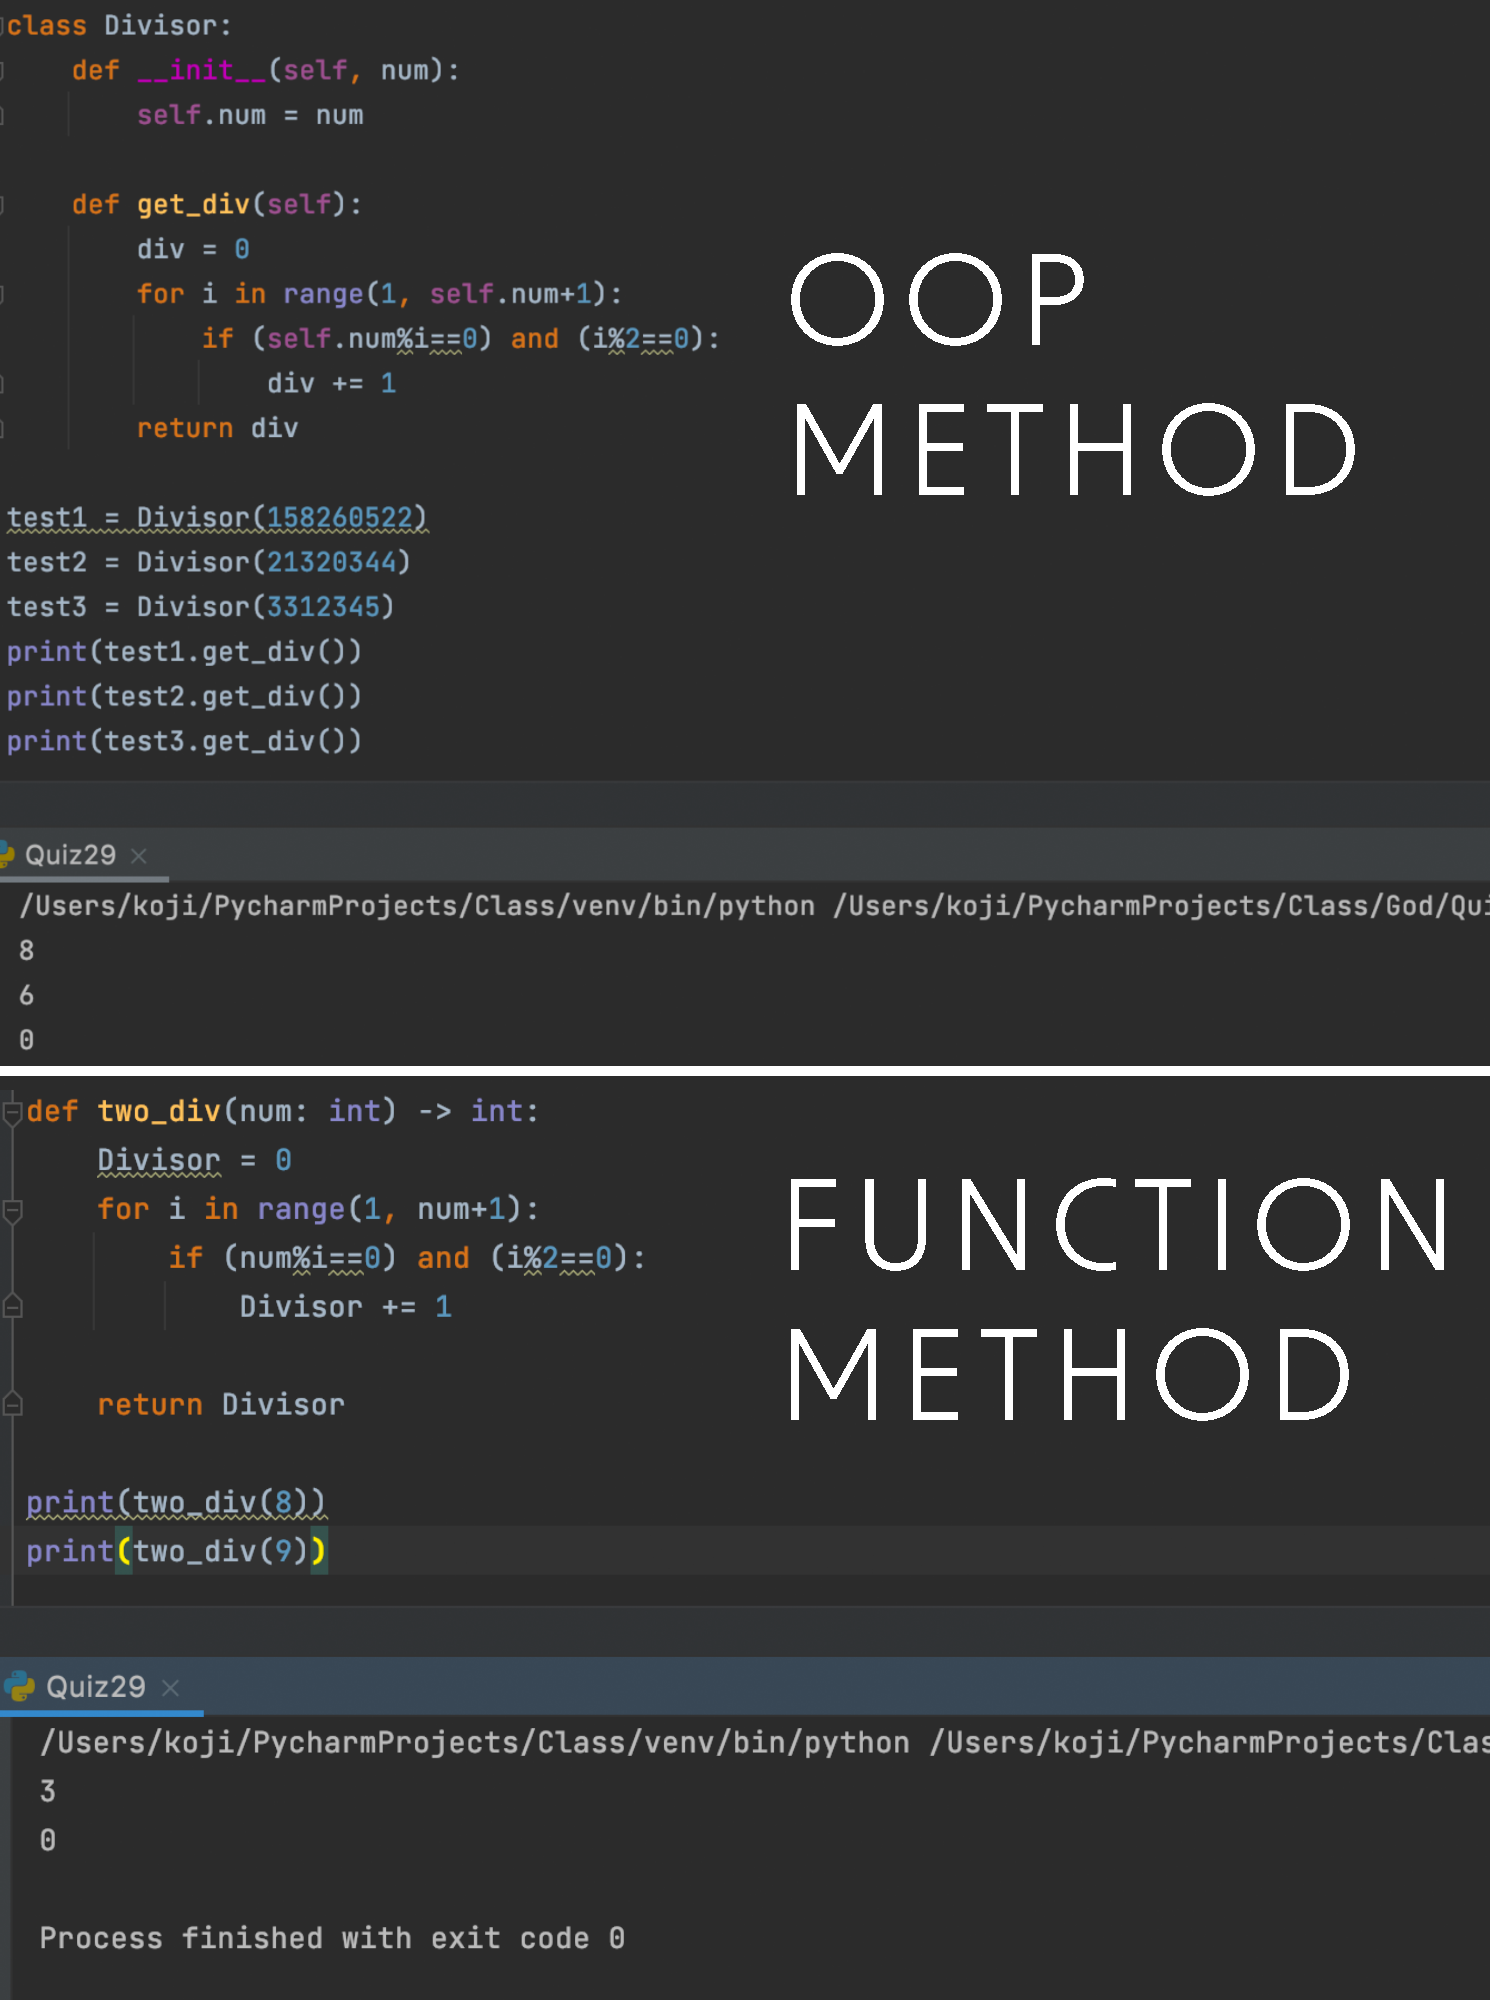 class Divisor:
    def __init__(self, num):
        self.num = num
    def get_div(self):
        div = 0
        for i in range(1, self.num+1):
            if (self.num%i==0) and (i%2==0):
                div += 1
        return div
OOP
METHOD
test1 = Divisor(158260522)
test2 = Divisor(21320344)
test3 = Divisor(3312345)
print(test1.get_div())
print(test2.get_div())
print(test3.get_div())
Quiz29 ×
/Users/koji/PycharmProjects/Class/venv/bin/python /Users/koji/PycharmProjects/Class/God/Qui
8
6
0
def two_div(num: int) -> int:
    Divisor = 0
    for i in range(1, num+1):
        if (num%i==0) and (i%2==0):
            Divisor += 1
    return Divisor
FUNCTION
METHOD
print(two_div(8))
print(two_div(9))
Quiz29 ×
/Users/koji/PycharmProjects/Class/venv/bin/python /Users/koji/PycharmProjects/Clas
3
0
Process finished with exit code 0